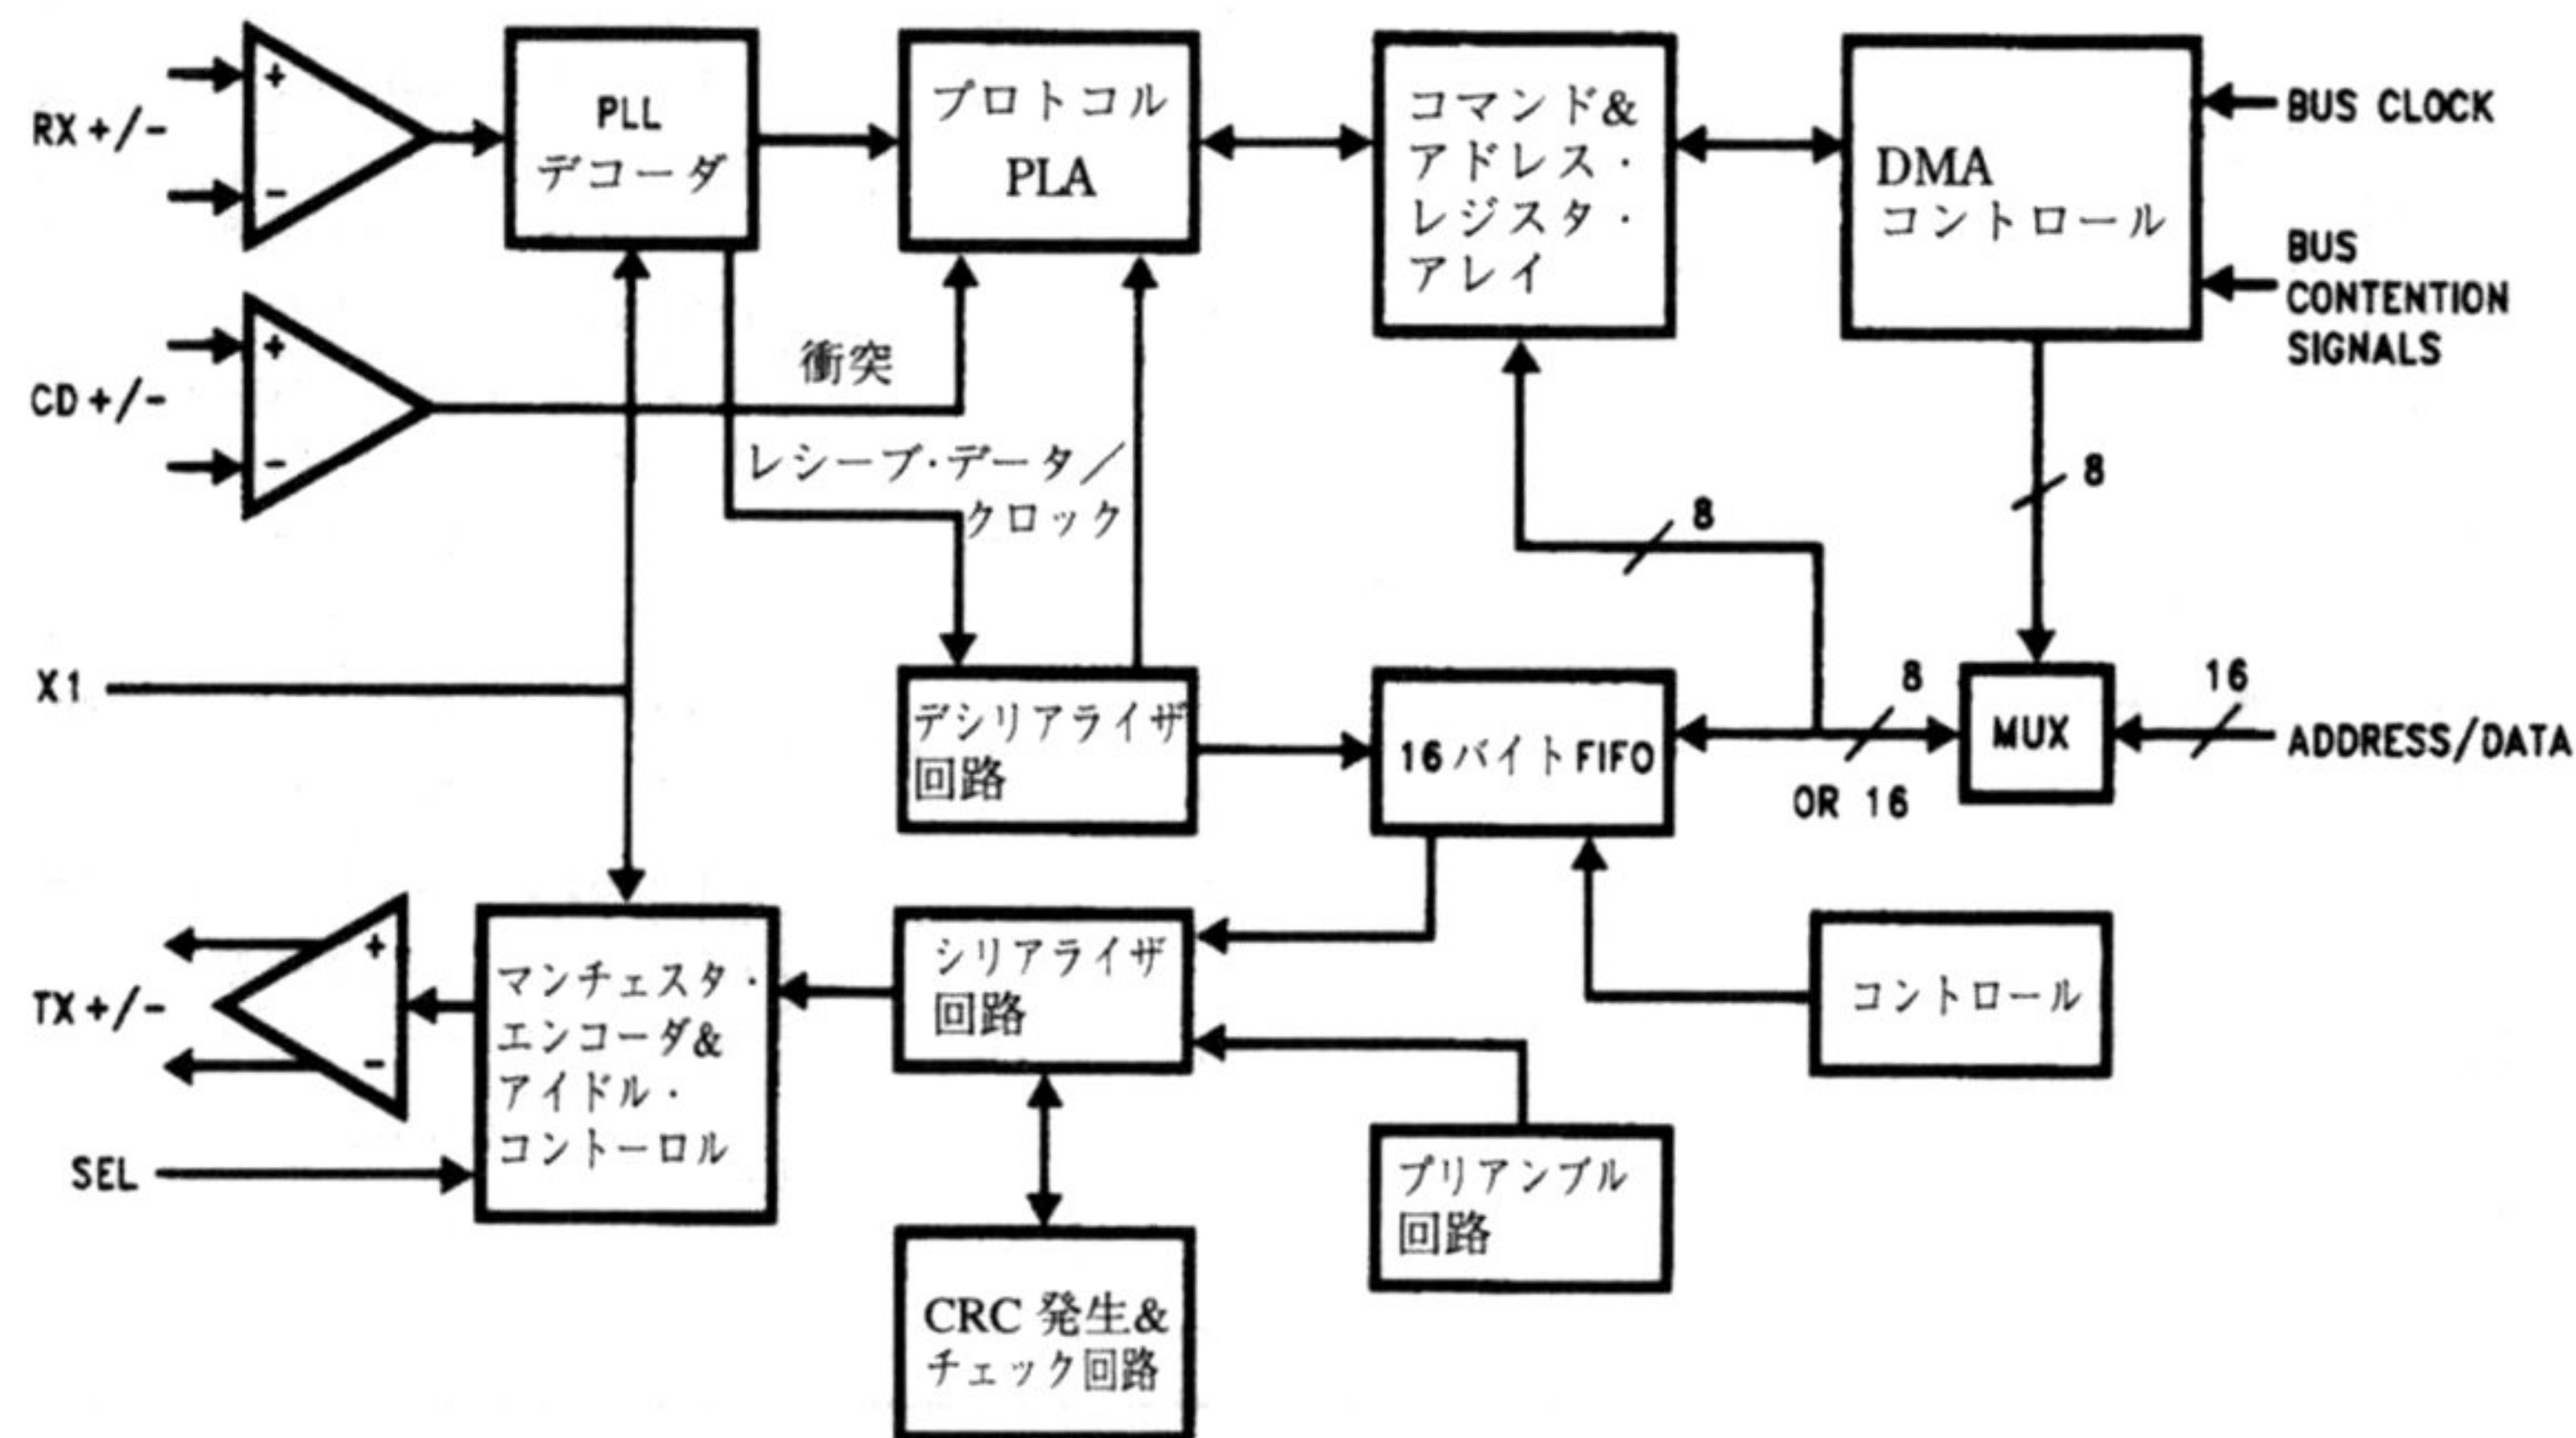 RX +/-
+
-
PLL
デコーダ
プロトコル
PLA
コマンド&
アドレス・
レジスタ・
アレイ
DMA
コントロール
BUS CLOCK
BUS
CONTENTION
SIGNALS
CD +/-
+
-
衝突
レシーブ・データ／
クロック
8
8
X1
デシリアライザ
回路
16バイトFIFO
8
OR 16
MUX
16
ADDRESS/DATA
TX +/-
+
-
SEL
マンチェスタ・
エンコーダ&
アイドル・
コントーロル
シリアライザ
回路
コントロール
プリアンブル
回路
CRC 発生&
チェック回路